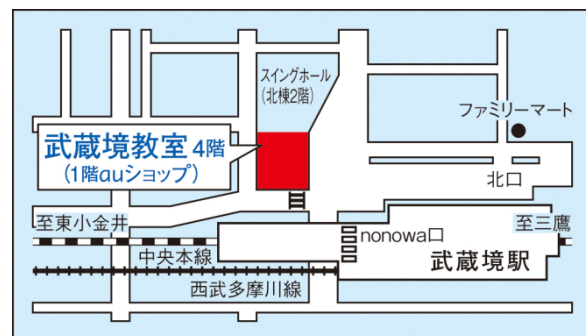 スイングホール
(北棟2階)
ファミリーマート
武蔵境教室 4階
(1階auショップ)
北口
至東小金井
nonowa口
至三鷹
中央本線
武蔵境駅
西武多摩川線